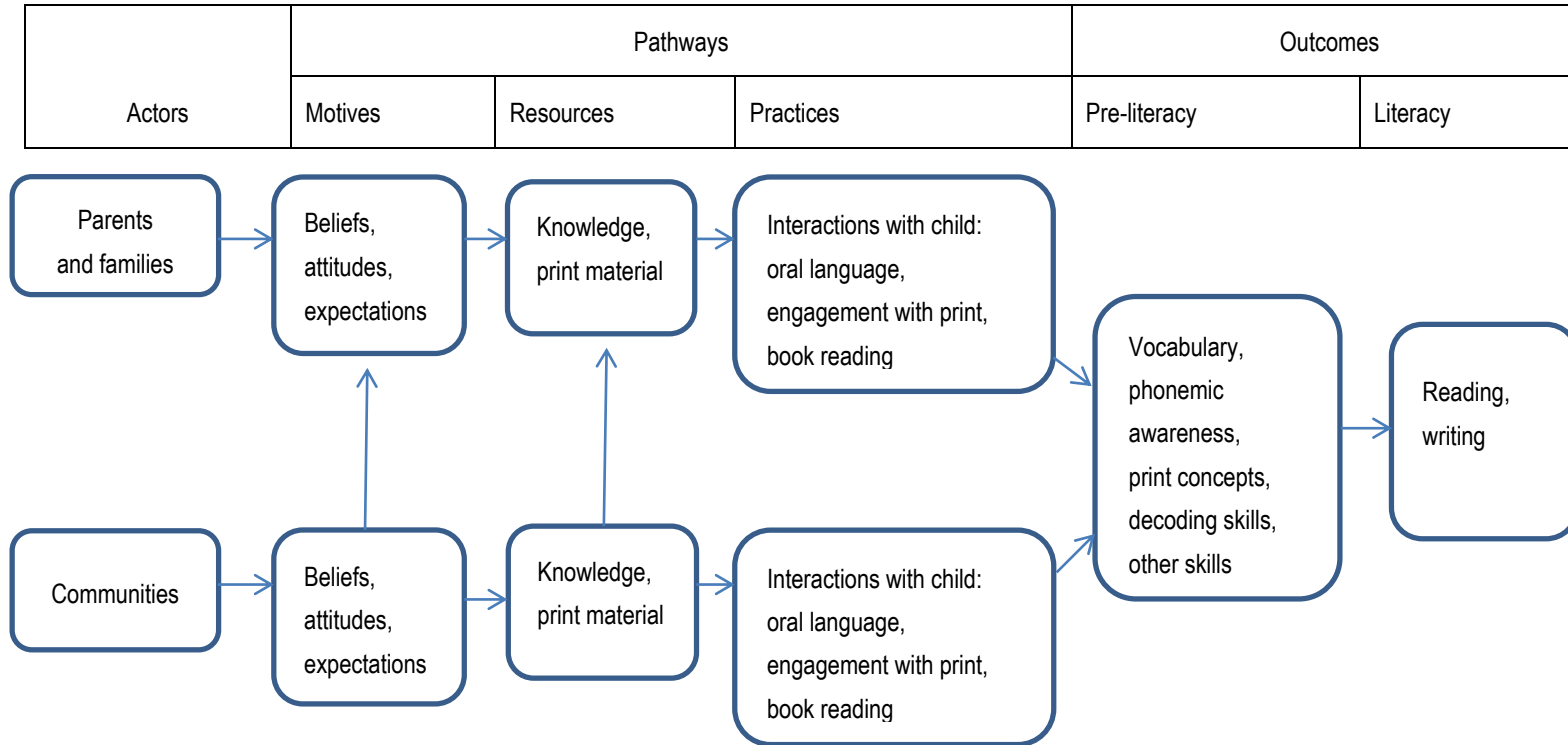 Pathways
Outcomes
Actors
Motives
Resources
Practices
Pre-literacy
Literacy
Parents
and families
Beliefs,
attitudes,
expectations
Knowledge,
print material
Interactions with child:
oral language,
engagement with print,
book reading
Vocabulary,
phonemic
awareness,
print concepts,
decoding skills,
other skills
Reading,
writing
Communities
Beliefs,
attitudes,
expectations
Knowledge,
print material
Interactions with child:
oral language,
engagement with print,
book reading